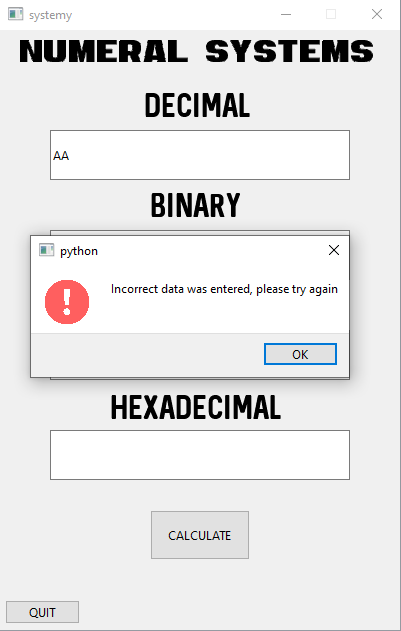 systemy
NUMERAL SYSTEMS
DECIMAL
AA
BINARY
python
Incorrect data was entered, please try again
OK
HEXADECIMAL
CALCULATE
QUIT